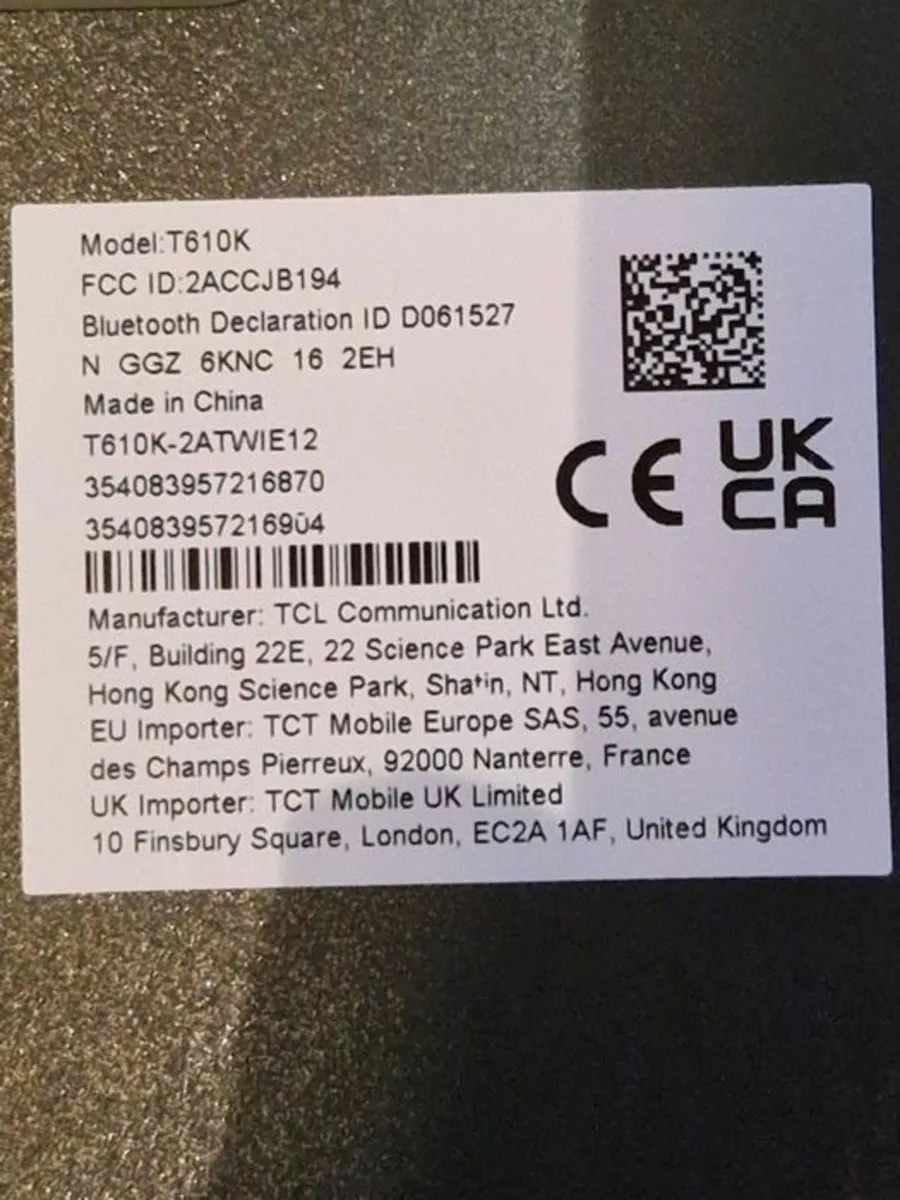 Model:T610K
FCC ID:2ACCJB194
Bluetooth Declaration ID D061527
N GGZ 6KNC 16 2EH
Made in China
T610K-2ATWIE12
354083957216870
354083957216904
CE
UK
CA
Manufacturer: TCL Communication Ltd.
5/F, Building 22E, 22 Science Park East Avenue,
Hong Kong Science Park, Shatin, NT, Hong Kong
EU Importer: TCT Mobile Europe SAS, 55, avenue
des Champs Pierreux, 92000 Nanterre, France
UK Importer: TCT Mobile UK Limited
10 Finsbury Square, London, EC2A 1AF, United Kingdom